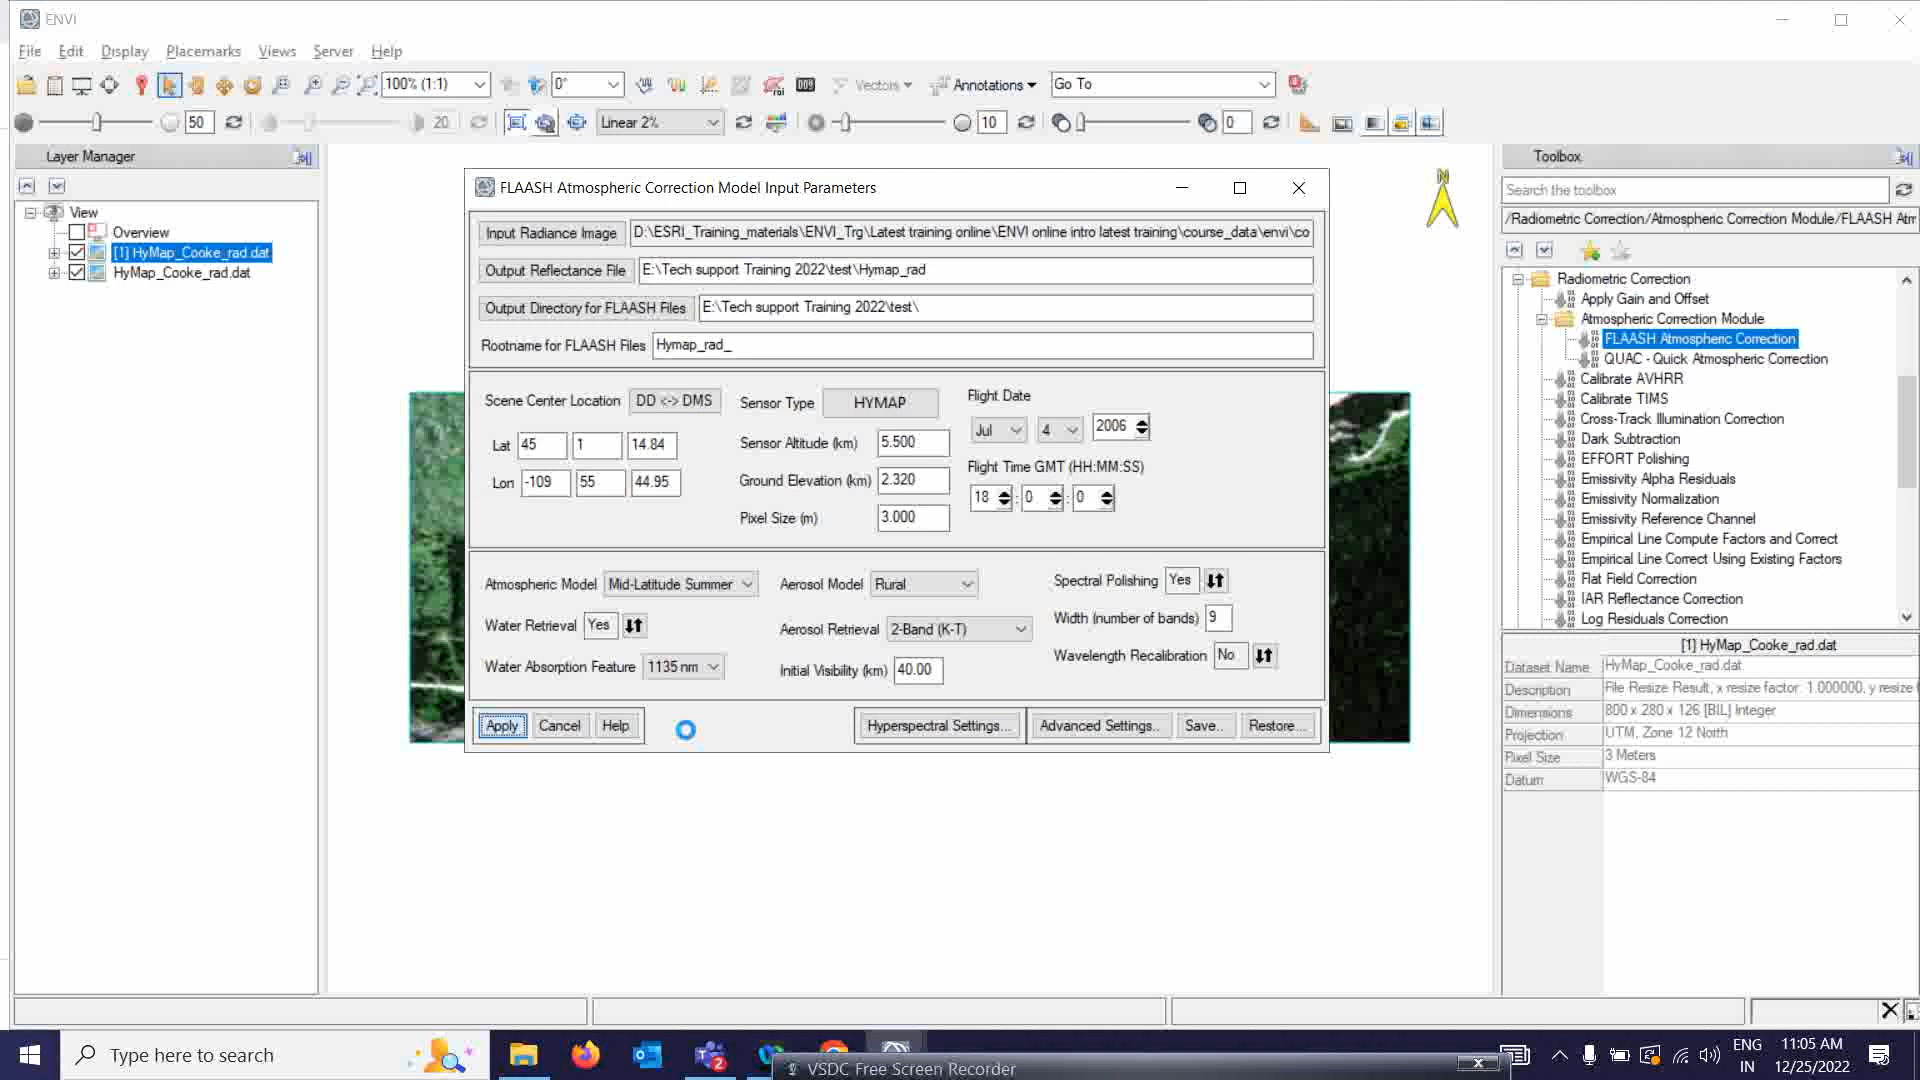 ENVI
File Edit Display Placemarks Views Server Help
100% (1:1) 0° Vectors Annotations Go To
50 20 Linear 2% 10 0
Layer Manager
View
Overview
[1] HyMap_Cooke_rad.dat
HyMap_Cooke_rad.dat
FLAASH Atmospheric Correction Model Input Parameters
Input Radiance Image D:\ESRI_Training_materials\ENVI_Trg\Latest training online\ENVI online intro latest training\course_data\envi\co
Output Reflectance File E:\Tech support Training 2022\test\Hymap_rad
Output Directory for FLAASH Files E:\Tech support Training 2022\test\
Rootname for FLAASH Files Hymap_rad_
Scene Center Location DD <-> DMS
Lat 45 1 14.84
Lon -109 55 44.95
Sensor Type HYMAP
Sensor Altitude (km) 5.500
Ground Elevation (km) 2.320
Pixel Size (m) 3.000
Flight Date
Jul 4 2006
Flight Time GMT (HH:MM:SS)
18 : 0 : 0
Atmospheric Model Mid-Latitude Summer
Water Retrieval Yes
Water Absorption Feature 1135 nm
Aerosol Model Rural
Aerosol Retrieval 2-Band (K-T)
Initial Visibility (km) 40.00
Spectral Polishing Yes
Width (number of bands) 9
Wavelength Recalibration No
Apply Cancel Help Hyperspectral Settings... Advanced Settings... Save... Restore...
N
Toolbox
Search the toolbox
/Radiometric Correction/Atmospheric Correction Module/FLAASH Atm
Radiometric Correction
Apply Gain and Offset
Atmospheric Correction Module
FLAASH Atmospheric Correction
QUAC - Quick Atmospheric Correction
Calibrate AVHRR
Calibrate TIMS
Cross-Track Illumination Correction
Dark Subtraction
EFFORT Polishing
Emissivity Alpha Residuals
Emissivity Normalization
Emissivity Reference Channel
Empirical Line Compute Factors and Correct
Empirical Line Correct Using Existing Factors
Flat Field Correction
IAR Reflectance Correction
Log Residuals Correction
[1] HyMap_Cooke_rad.dat
Dataset Name HyMap_Cooke_rad.dat
Description File Resize Result, x resize factor: 1.000000, y resize f
Dimensions 800 x 280 x 126 [BIL] Integer
Projection UTM, Zone 12 North
Pixel Size 3 Meters
Datum WGS-84
Type here to search
2
VSDC Free Screen Recorder
ENG
IN
11:05 AM
12/25/2022